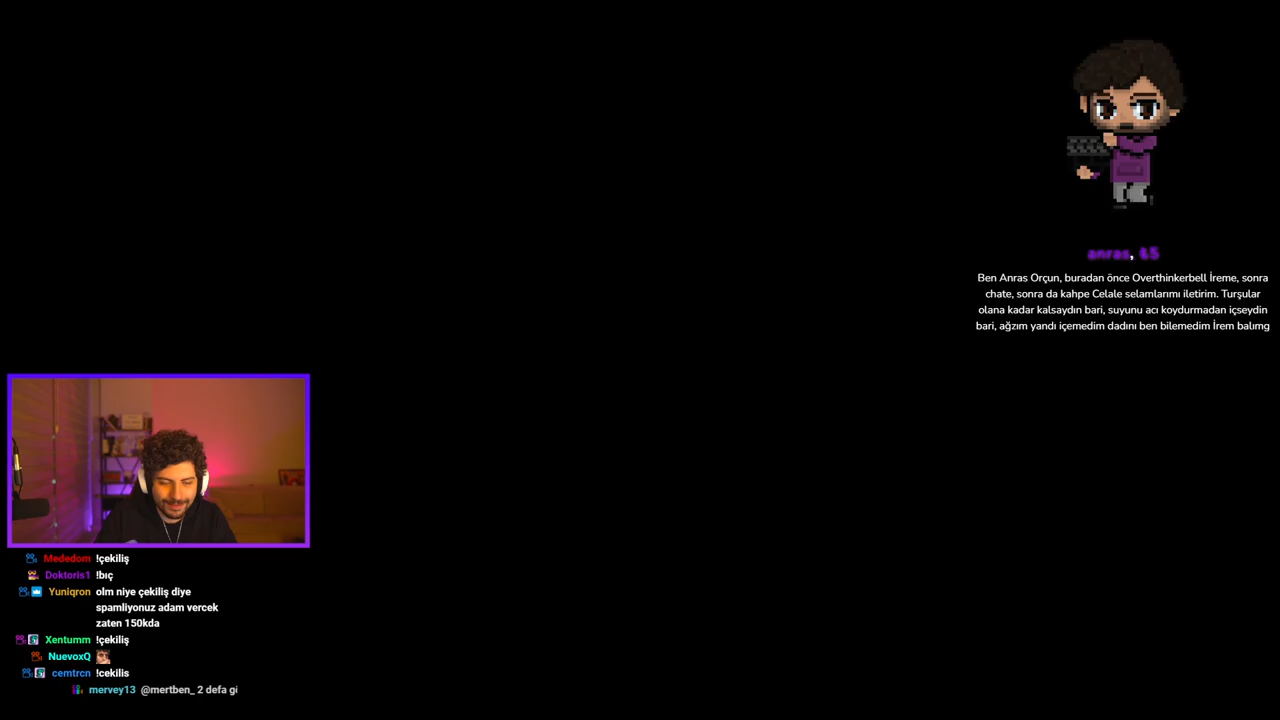 anras, ₺5
Ben Anras Orçun, buradan önce Overthinkerbell İreme, sonra
chate, sonra da kahpe Celale selamlarımı iletirim. Turşular
olana kadar kalsaydın bari, suyunu acı koydurmadan içseydin
bari, ağzım yandı içemedim dadını ben bilemedim İrem balımg
Mededom !çekiliş
Doktoris1 !bıç
Yuniqron olm niye çekiliş diye
spamliyonuz adam vercek
zaten 150kda
Xentumm !çekiliş
NuevoxQ
cemtrcn !cekilis
mervey13 @mertben_ 2 defa gi